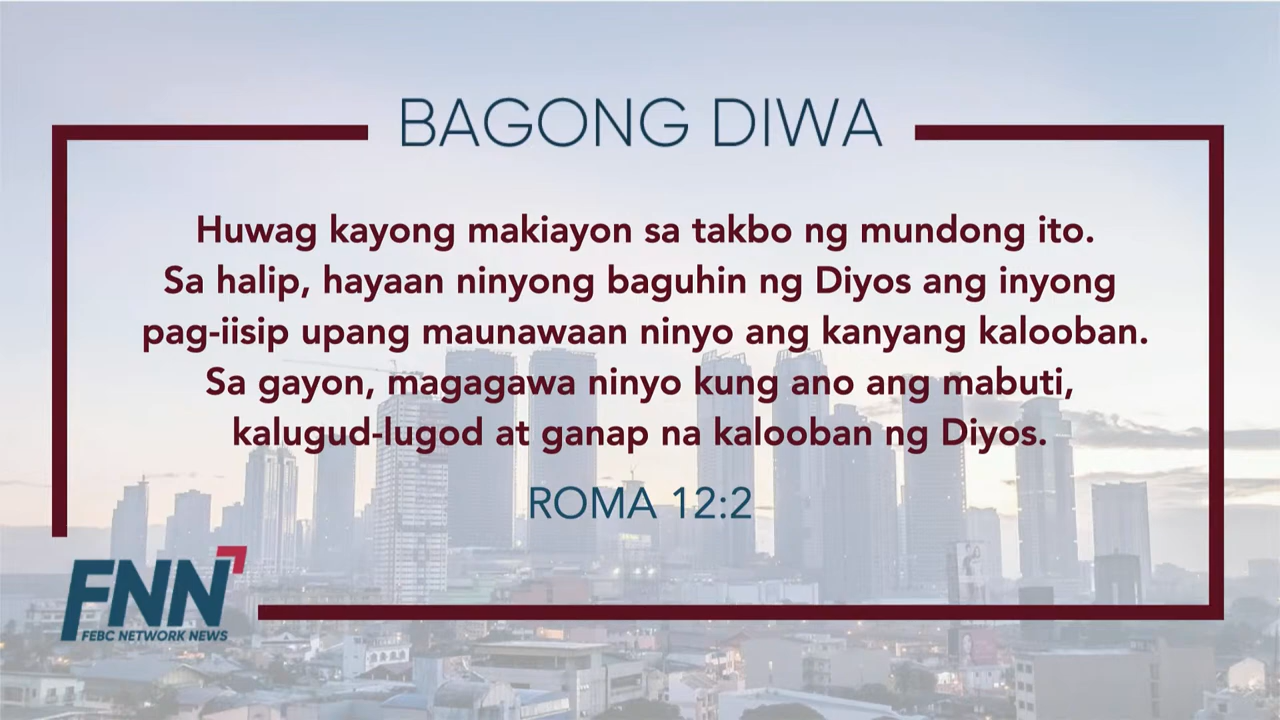 BAGONG DIWA
Huwag kayong makiayon sa takbo ng mundong ito.
Sa halip, hayaan ninyong baguhin ng Diyos ang inyong
pag-iisip upang maunawaan ninyo ang kanyang kalooban.
Sa gayon, magagawa ninyo kung ano ang mabuti,
kalugud-lugod at ganap na kalooban ng Diyos.
ROMA 12:2
FNN
FEBC NETWORK NEWS